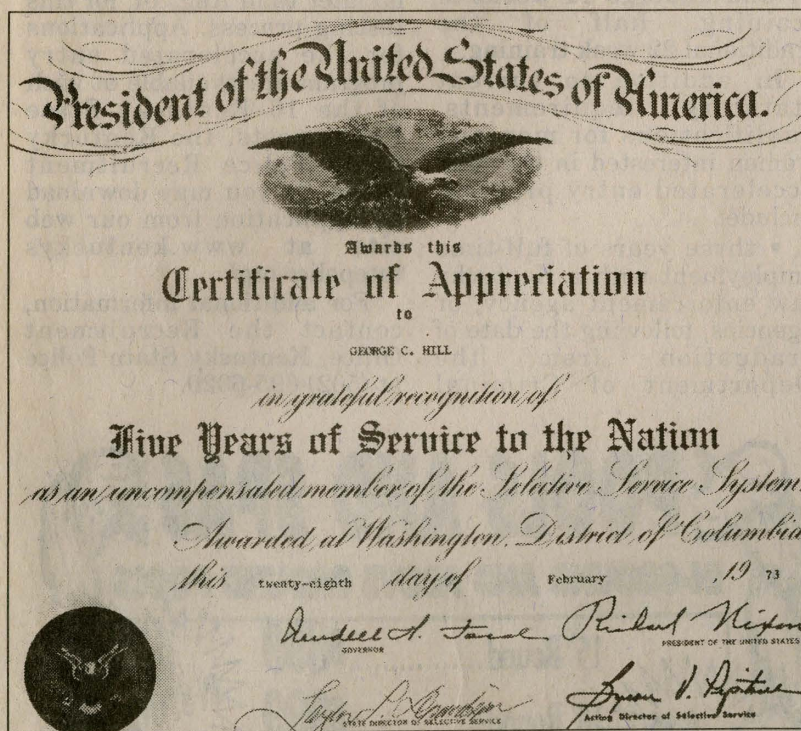 President of the United States of America.
Awards this
Certificate of Appreciation
to
GEORGE C. HILL
in grateful recognition of
Five Years of Service to the Nation
as an uncompensated member of the Selective Service System.
Awarded at Washington, District of Columbia
this twenty-eighth day of February , 19 73
Wendell H. Ford Richard Nixon
GOVERNOR PRESIDENT OF THE UNITED STATES
STATE DIRECTOR OF SELECTIVE SERVICE
Acting Director of Selective Service